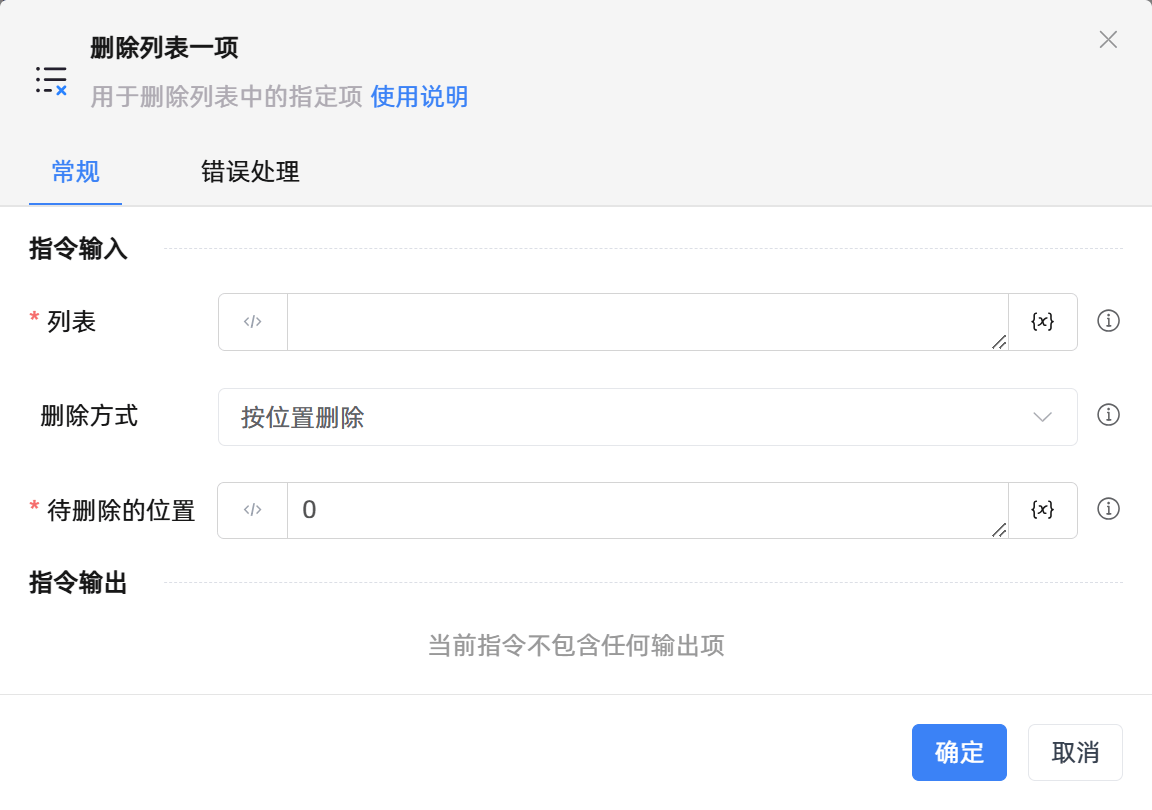 删除列表一项
用于删除列表中的指定项 使用说明
常规 错误处理
指令输入
* 列表 </> {x}
删除方式 按位置删除
* 待删除的位置 </> 0 {x}
指令输出
当前指令不包含任何输出项
确定 取消